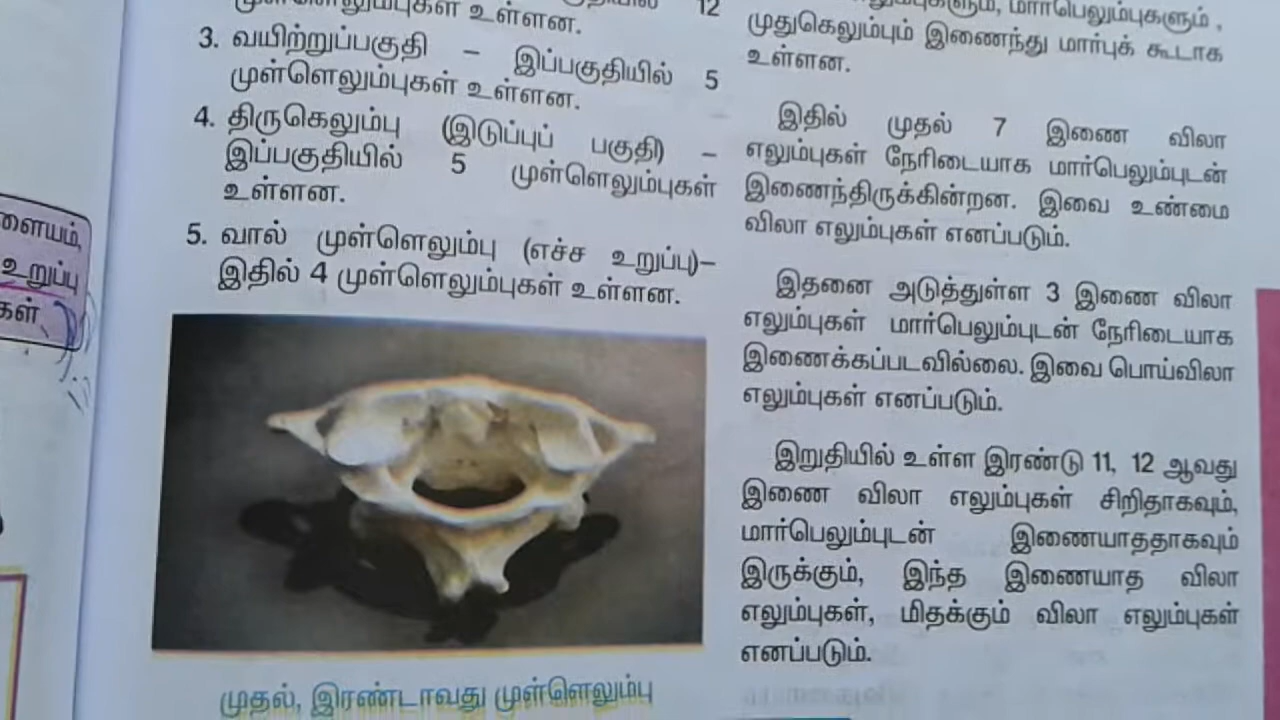 12
முள்ளெலும்புகள் உள்ளன.
3. வயிற்றுப்பகுதி – இப்பகுதியில் 5
முள்ளெலும்புகள் உள்ளன.
4. திருகெலும்பு (இடுப்புப் பகுதி) –
இப்பகுதியில் 5 முள்ளெலும்புகள்
உள்ளன.
5. வால் முள்ளெலும்பு (எச்ச உறுப்பு)–
இதில் 4 முள்ளெலும்புகள் உள்ளன.
முதல், இரண்டாவது முள்ளெலும்பு
மார்பெலும்புகளும்,
முதுகெலும்பும் இணைந்து மார்புக் கூடாக
உள்ளன.
இதில் முதல் 7 இணை விலா
எலும்புகள் நேரிடையாக மார்பெலும்புடன்
இணைந்திருக்கின்றன. இவை உண்மை
விலா எலும்புகள் எனப்படும்.
இதனை அடுத்துள்ள 3 இணை விலா
எலும்புகள் மார்பெலும்புடன் நேரிடையாக
இணைக்கப்படவில்லை. இவை பொய்விலா
எலும்புகள் எனப்படும்.
இறுதியில் உள்ள இரண்டு 11, 12 ஆவது
இணை விலா எலும்புகள் சிறிதாகவும்,
மார்பெலும்புடன் இணையாததாகவும்
இருக்கும், இந்த இணையாத விலா
எலும்புகள், மிதக்கும் விலா எலும்புகள்
எனப்படும்.
உறுப்பு